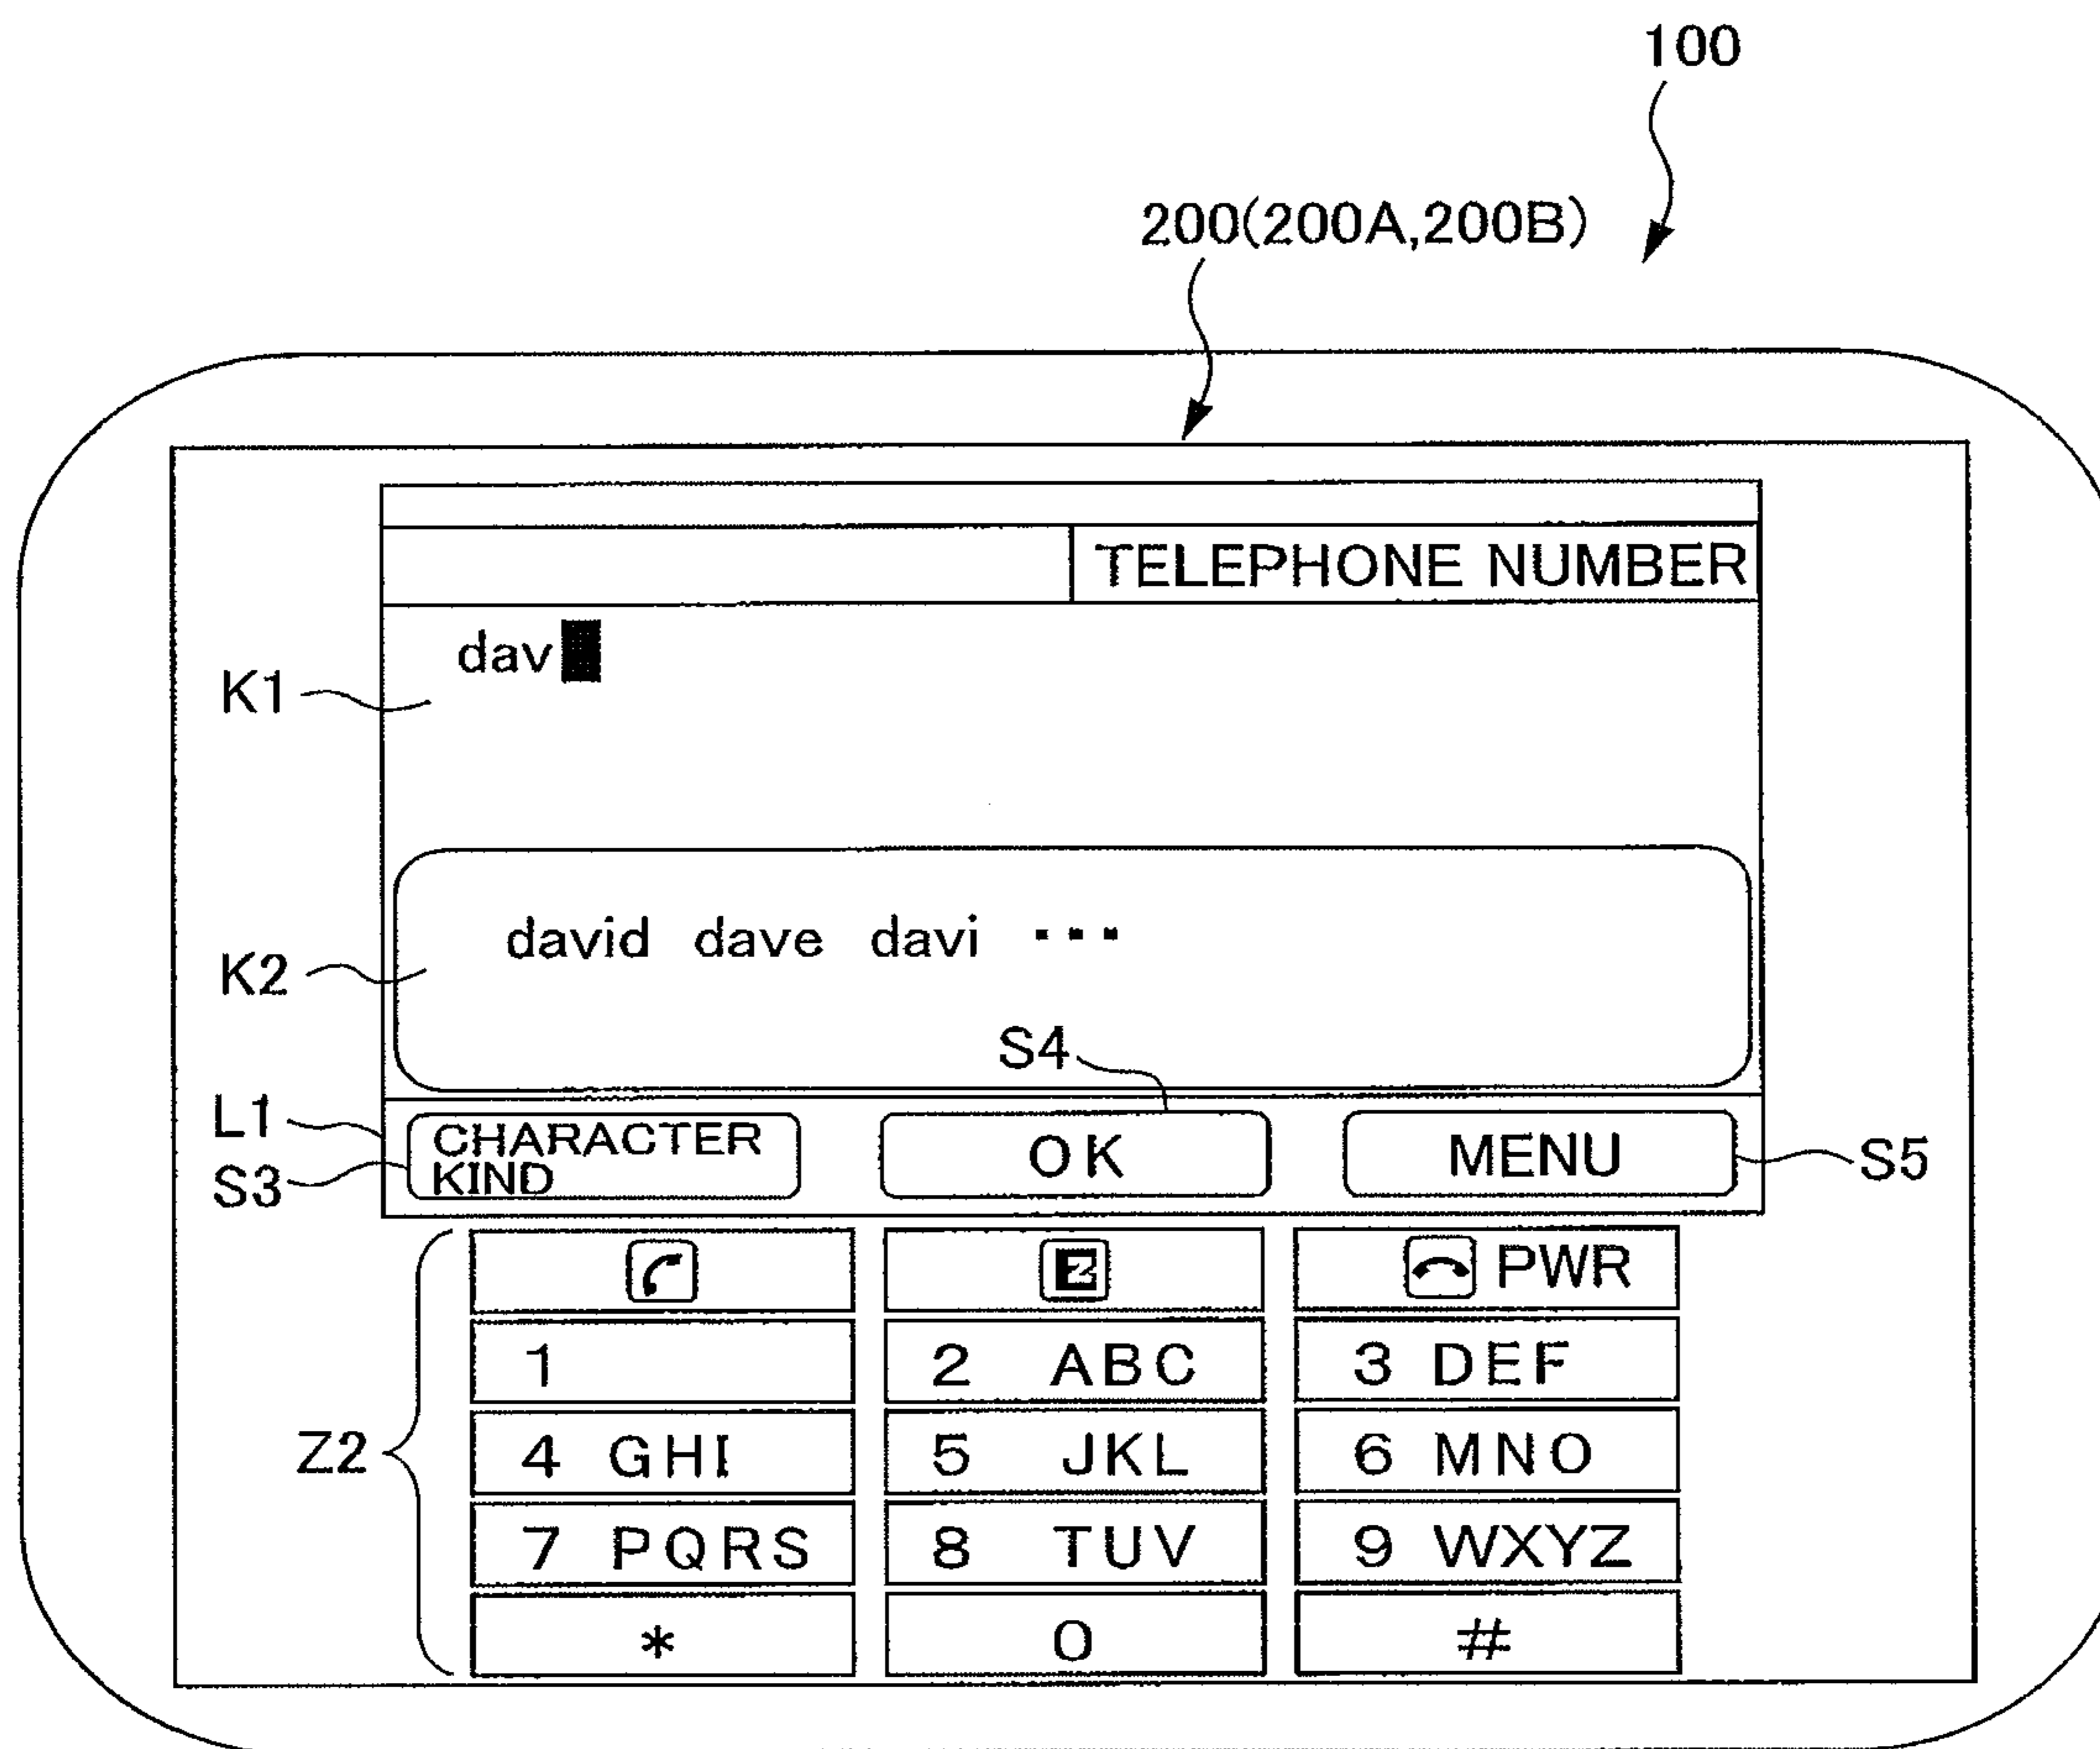 100
200(200A,200B)
TELEPHONE NUMBER
dav
K1
david dave davi ···
K2
S4
L1
CHARACTER
KIND
OK
MENU
S3
S5
PWR
1
2 ABC
3 DEF
Z2
4 GHI
5 JKL
6 MNO
7 PQRS
8 TUV
9 WXYZ
*
0
#